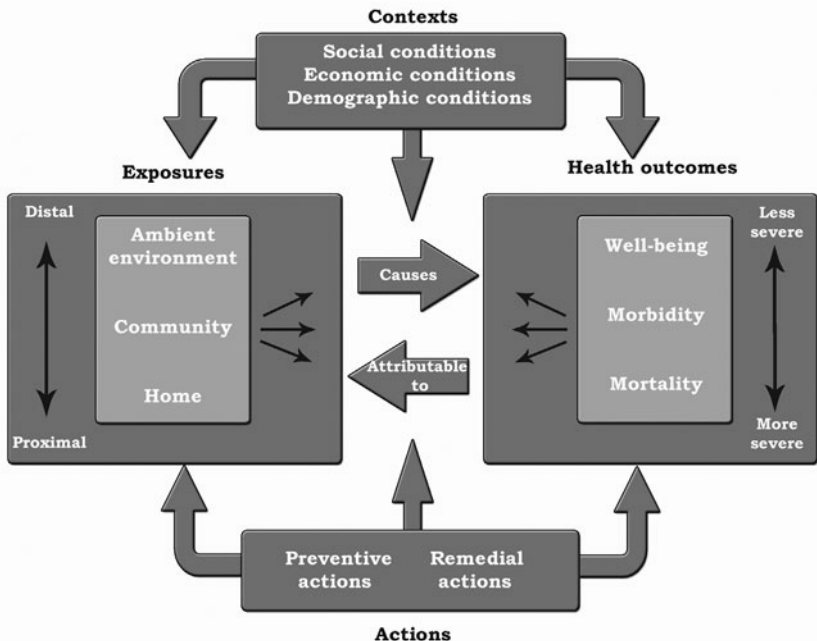 Contexts
Social conditions
Economic conditions
Demographic conditions
Exposures
Health outcomes
Distal
Ambient
environment
Community
Home
Proximal
Causes
Attributable
to
Well-being
Morbidity
Mortality
Less
severe
More
severe
Preventive
actions
Remedial
actions
Actions